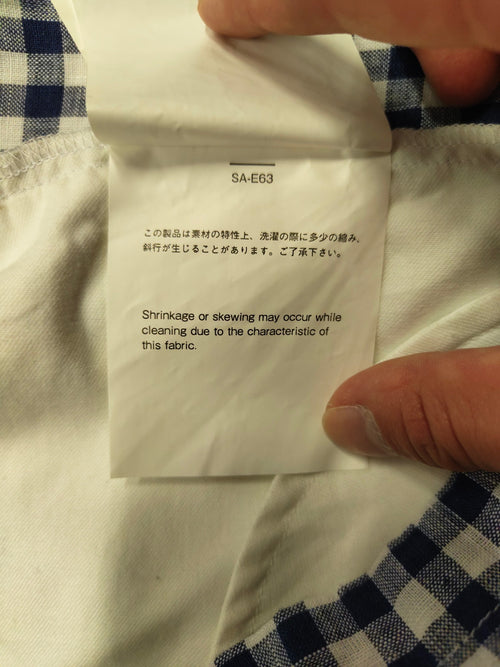 SA-E63
この製品は素材の特性上、洗濯の際に多少の縮み、
斜行が生じることがあります。ご了承下さい。
Shrinkage or skewing may occur while
cleaning due to the characteristic of
this fabric.